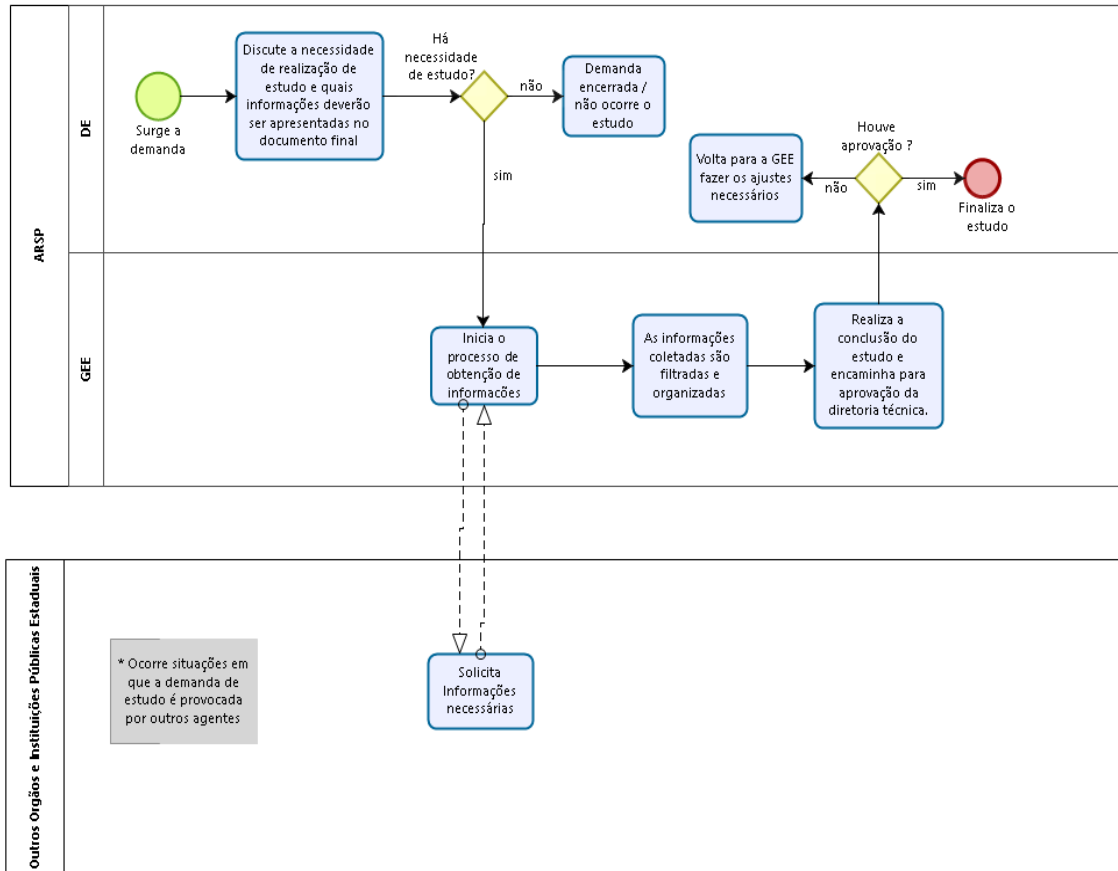 ARSP
DE
Surge a
demanda
Discute a necessidade
de realização de
estudo e quais
informações deverão
ser apresentadas no
documento final
Há
necessidade
de estudo?
não
sim
Demanda
encerrada /
não ocorre o
estudo
Volta para a GEE
fazer os ajustes
necessários
Houve
aprovação ?
não
sim
Finaliza o
estudo
GEE
Inicia o
processo de
obtenção de
informacões
As informações
coletadas são
filtradas e
organizadas
Realiza a
conclusão do
estudo e
encaminha para
aprovação da
diretoria técnica.
Outros Orgãos e Instituições Públicas Estaduais
* Ocorre situações em
que a demanda de
estudo é provocada
por outros agentes
Solicita
Informações
necessárias